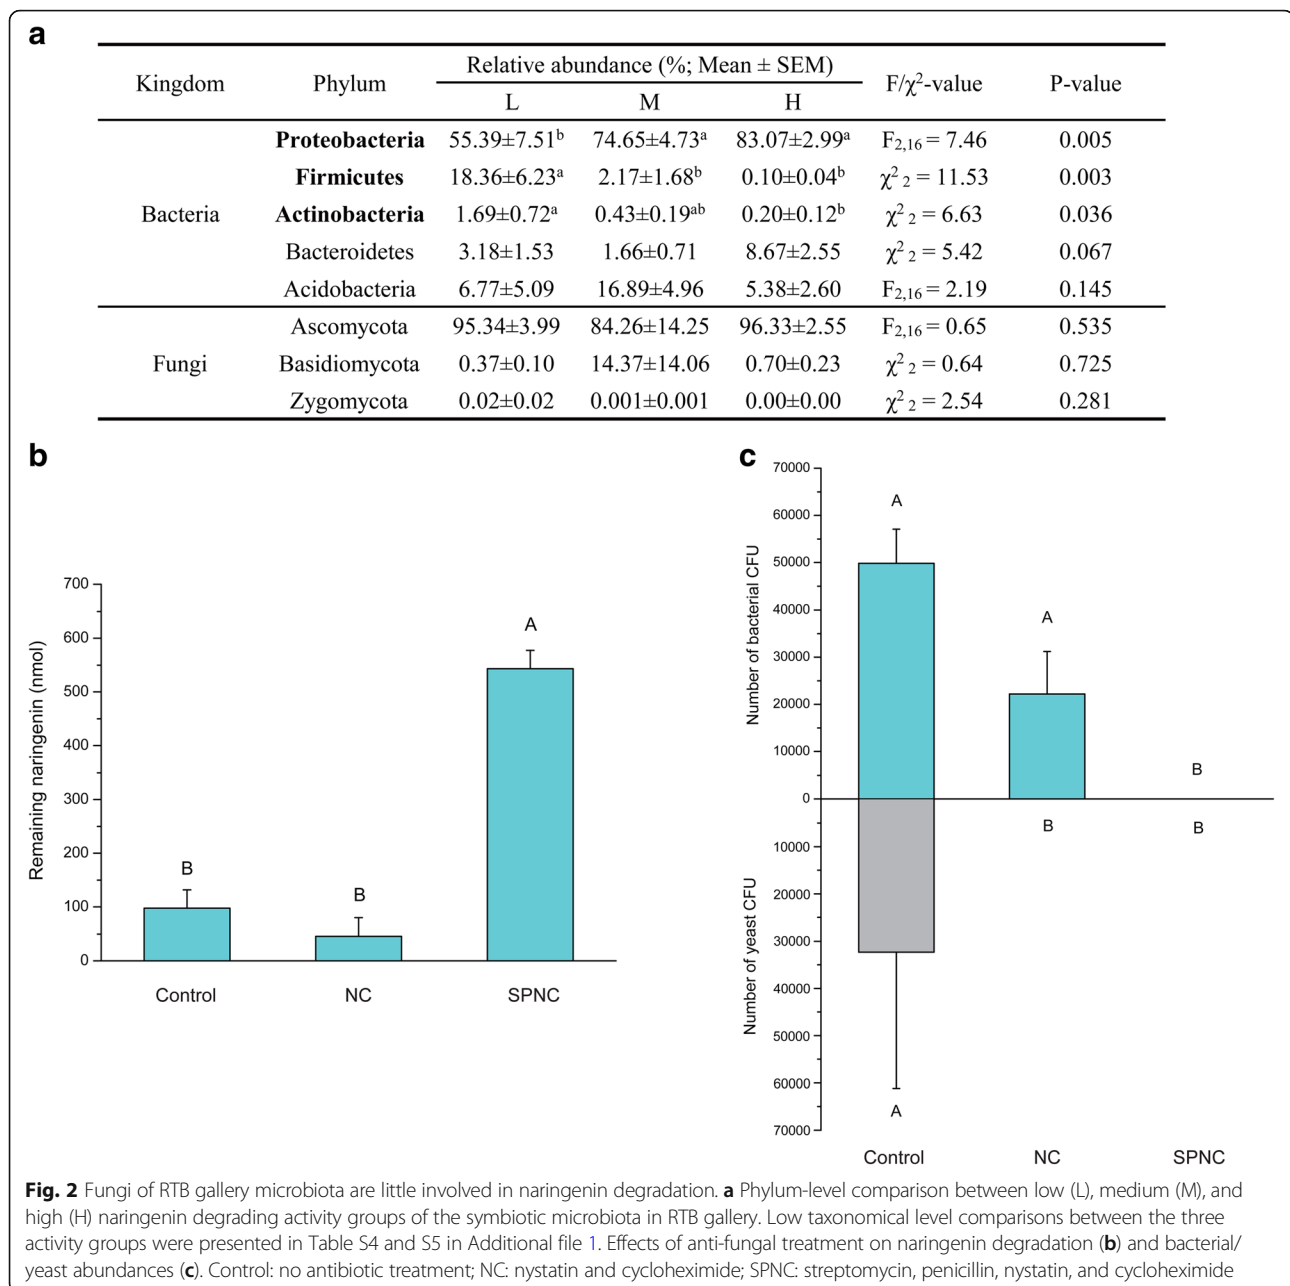 a
Kingdom Phylum Relative abundance (%; Mean ± SEM) F/χ²-value P-value
L M H
Bacteria
Proteobacteria 55.39±7.51ᵇ 74.65±4.73ᵃ 83.07±2.99ᵃ F₂,₁₆ = 7.46 0.005
Firmicutes 18.36±6.23ᵃ 2.17±1.68ᵇ 0.10±0.04ᵇ χ² ₂ = 11.53 0.003
Actinobacteria 1.69±0.72ᵃ 0.43±0.19ᵃᵇ 0.20±0.12ᵇ χ² ₂ = 6.63 0.036
Bacteroidetes 3.18±1.53 1.66±0.71 8.67±2.55 χ² ₂ = 5.42 0.067
Acidobacteria 6.77±5.09 16.89±4.96 5.38±2.60 F₂,₁₆ = 2.19 0.145
Fungi
Ascomycota 95.34±3.99 84.26±14.25 96.33±2.55 F₂,₁₆ = 0.65 0.535
Basidiomycota 0.37±0.10 14.37±14.06 0.70±0.23 χ² ₂ = 0.64 0.725
Zygomycota 0.02±0.02 0.001±0.001 0.00±0.00 χ² ₂ = 2.54 0.281
b
Remaining naringenin (nmol)
700
600
500
400
300
200
100
0
B
B
A
Control NC SPNC
c
Number of bacterial CFU
Number of yeast CFU
70000
60000
50000
40000
30000
20000
10000
0
10000
20000
30000
40000
50000
60000
70000
A
A
B
B
B
A
Control NC SPNC
Fig. 2 Fungi of RTB gallery microbiota are little involved in naringenin degradation. a Phylum-level comparison between low (L), medium (M), and
high (H) naringenin degrading activity groups of the symbiotic microbiota in RTB gallery. Low taxonomical level comparisons between the three
activity groups were presented in Table S4 and S5 in Additional file 1. Effects of anti-fungal treatment on naringenin degradation (b) and bacterial/
yeast abundances (c). Control: no antibiotic treatment; NC: nystatin and cycloheximide; SPNC: streptomycin, penicillin, nystatin, and cycloheximide